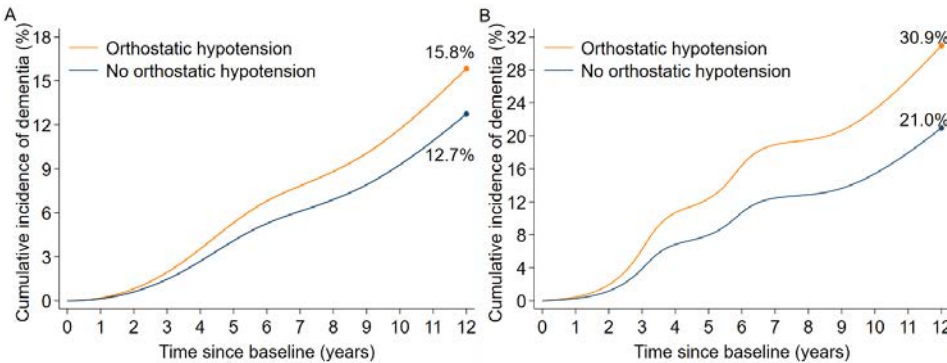 A
Cumulative incidence of dementia (%)
18
15
12
9
6
3
0
Orthostatic hypotension
No orthostatic hypotension
15.8%
12.7%
0 1 2 3 4 5 6 7 8 9 10 11 12
Time since baseline (years)
B
Cumulative incidence of dementia (%)
32
28
24
20
16
12
8
4
0
Orthostatic hypotension
No orthostatic hypotension
30.9%
21.0%
0 1 2 3 4 5 6 7 8 9 10 11 12
Time since baseline (years)